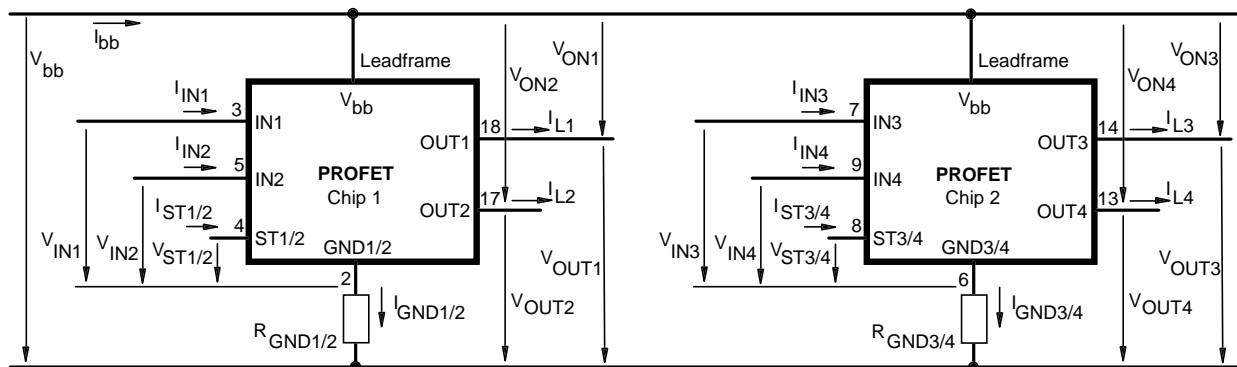 I bb
V bb
Leadframe
V ON1
V ON2
V bb
I IN1
3
IN1
I IN2
5
IN2
I ST1/2
4
ST1/2
PROFET
Chip 1
GND1/2
OUT1
18
I L1
OUT2
17
I L2
V IN1
V IN2
V ST1/2
2
R GND1/2
I GND1/2
V OUT1
V OUT2
Leadframe
V ON3
V ON4
V bb
I IN3
7
IN3
I IN4
9
IN4
I ST3/4
8
ST3/4
PROFET
Chip 2
GND3/4
OUT3
14
I L3
OUT4
13
I L4
V IN3
V IN4
V ST3/4
6
R GND3/4
I GND3/4
V OUT3
V OUT4